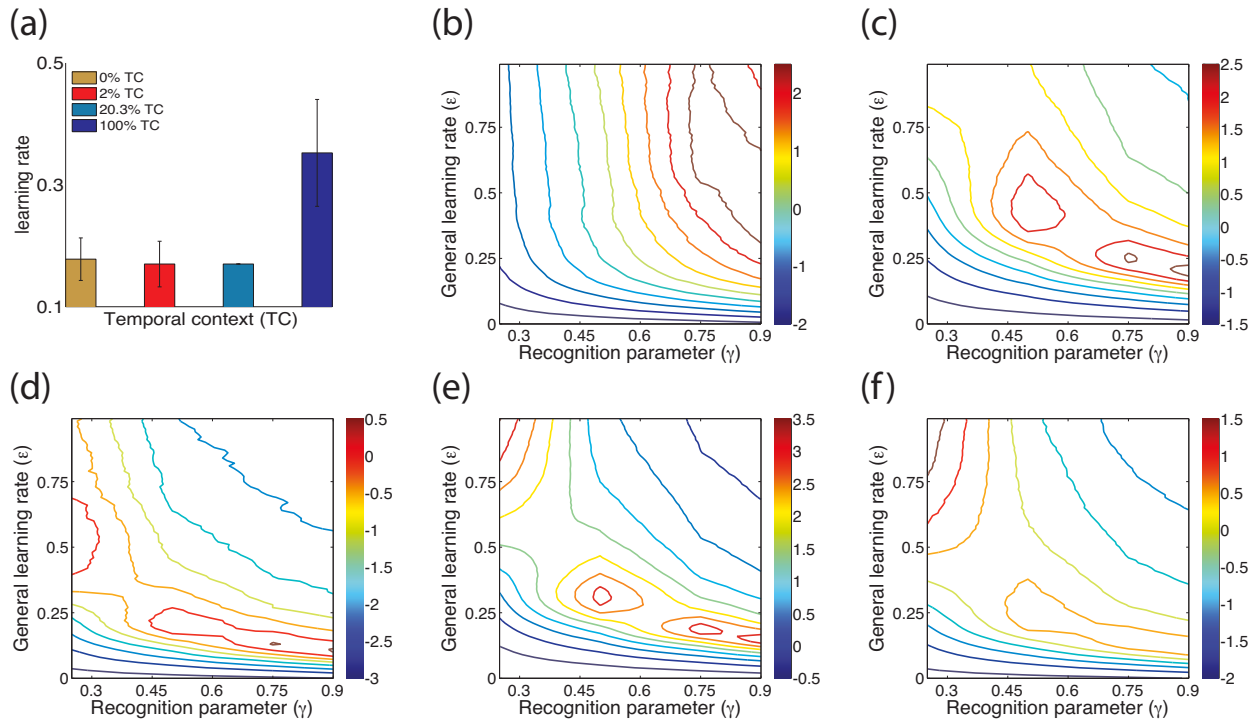 (a)
0.5
0.3
0.1
learning rate
0% TC
2% TC
20.3% TC
100% TC
Temporal context (TC)
(b)
General learning rate (ε)
0.75
0.5
0.25
0
0.3 0.45 0.6 0.75 0.9
Recognition parameter (γ)
2
1
0
-1
-2
(c)
General learning rate (ε)
0.75
0.5
0.25
0
0.3 0.45 0.6 0.75 0.9
Recognition parameter (γ)
2.5
2
1.5
1
0.5
0
-0.5
-1
-1.5
(d)
General learning rate (ε)
0.75
0.5
0.25
0
0.3 0.45 0.6 0.75 0.9
Recognition parameter (γ)
0.5
0
-0.5
-1
-1.5
-2
-2.5
-3
(e)
General learning rate (ε)
0.75
0.5
0.25
0
0.3 0.45 0.6 0.75 0.9
Recognition parameter (γ)
3.5
3
2.5
2
1.5
1
0.5
0
-0.5
(f)
General learning rate (ε)
0.75
0.5
0.25
0
0.3 0.45 0.6 0.75 0.9
Recognition parameter (γ)
1.5
1
0.5
0
-0.5
-1
-1.5
-2